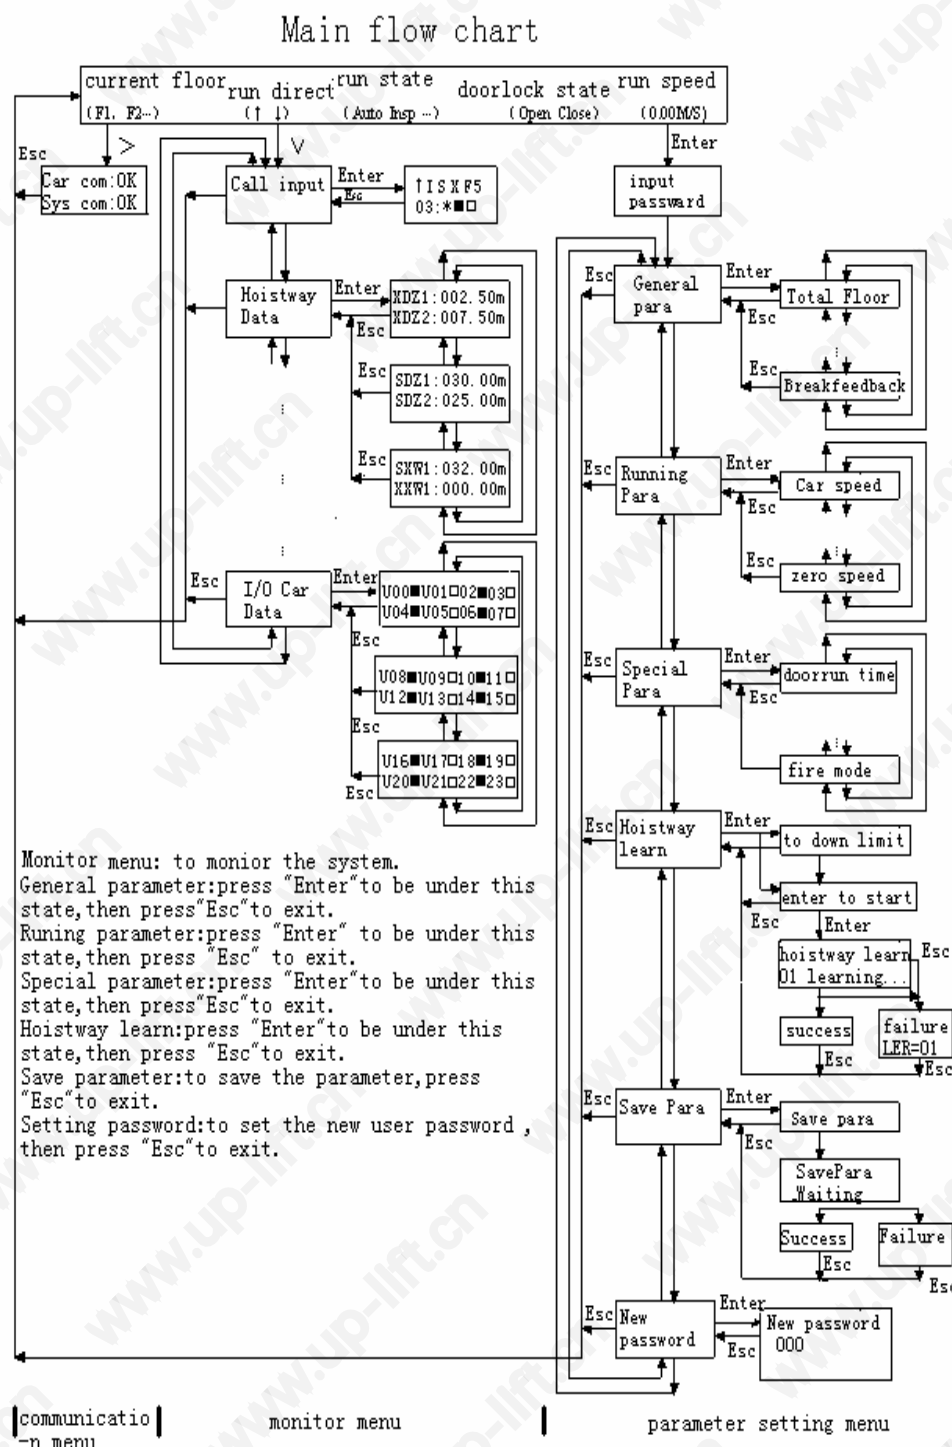 Main flow chart
current floor run direct run state doorlock state run speed
(F1, F2…) (↑ ↓) (Auto Insp …) (Open Close) (0.00M/S)
Esc > V Enter
Car com:OK
Sys com:OK
Call input
Enter
Esc
↑ISXF5
03:*■□
input
passward
Hoistway
Data
Enter
Esc
XDZ1:002.50m
XDZ2:007.50m
Esc
SDZ1:030.00m
SDZ2:025.00m
Esc
SXW1:032.00m
XXW1:000.00m
Esc
I/O Car
Data
Enter
Esc
U00■U01□02■03□
U04■U05□06■07□
U08■U09□10■11□
U12■U13□14■15□
Esc
U16■U17□18■19□
U20■U21□22■23□
Esc
Esc
General
para
Enter
Esc
Total Floor
Esc
Breakfeedback
Esc
Running
Para
Enter
Esc
Car speed
Esc
zero speed
Esc
Special
Para
Enter
Esc
doorrun time
fire mode
Esc
Hoistway
learn
Enter
to down limit
enter to start
Esc
Enter
hoistway learn
01 learning...
Esc
success
failure
LER=01
Esc
Esc
Esc
Save Para
Enter
Esc
Save para
SavePara
Waiting
Success
Failure
Esc
Esc
Esc
New
password
Enter
Esc
New password
000
Monitor menu: to monior the system.
General parameter:press "Enter"to be under this
state,then press"Esc"to exit.
Runing parameter:press "Enter" to be under this
state,then press "Esc" to exit.
Special parameter:press "Enter"to be under this
state,then press"Esc"to exit.
Hoistway learn:press "Enter"to be under this
state,then press "Esc"to exit.
Save parameter:to save the parameter,press
"Esc"to exit.
Setting password:to set the new user password ,
then press "Esc"to exit.
communicatio
-n menu
monitor menu
parameter setting menu
www.up-lift.cn